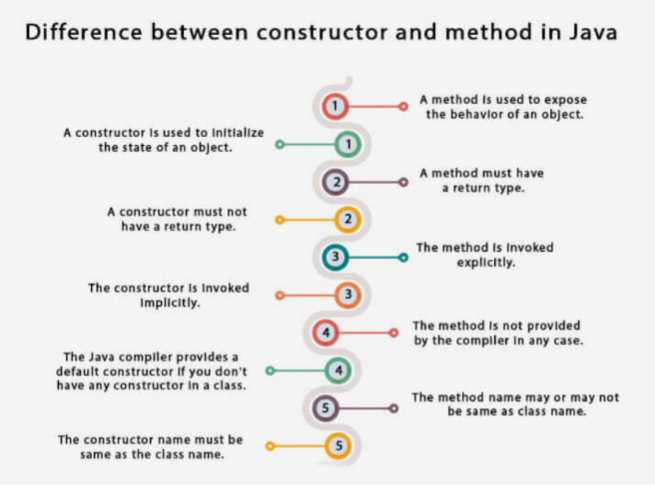 Difference between constructor and method in Java
1
A method is used to expose
the behavior of an object.
A constructor is used to initialize
the state of an object.
1
2
A method must have
a return type.
A constructor must not
have a return type.
2
3
The method is invoked
explicitly.
The constructor is invoked
implicitly.
3
4
The method is not provided
by the compiler in any case.
The Java compiler provides a
default constructor if you don't
have any constructor in a class.
4
5
The method name may or may not
be same as class name.
The constructor name must be
same as the class name.
5